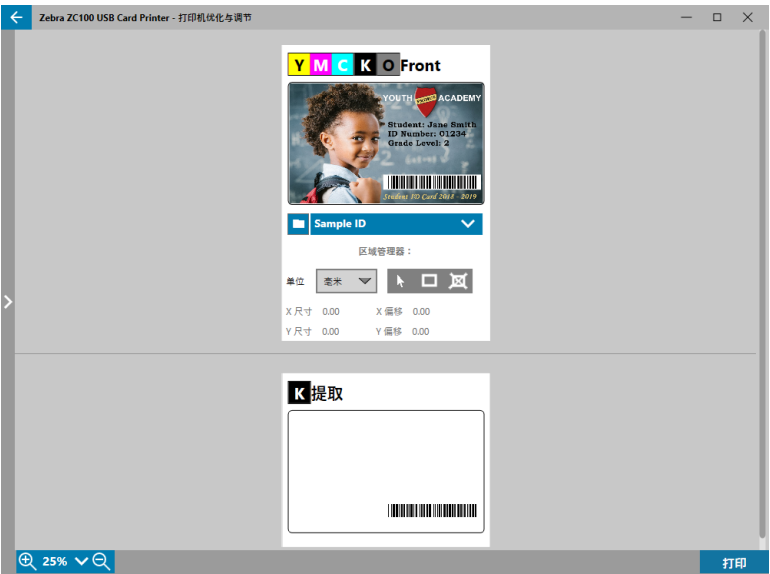 Zebra ZC100 USB Card Printer - 打印机优化与调节
Y M C K O Front
YOUTH ACADEMY
Student: Jane Smith
ID Number: 01234
Grade Level: 2
Student ID Card 2018 - 2019
Sample ID
区域管理器：
单位 毫米
X 尺寸 0.00 X 偏移 0.00
Y 尺寸 0.00 Y 偏移 0.00
K 提取
25%
打印